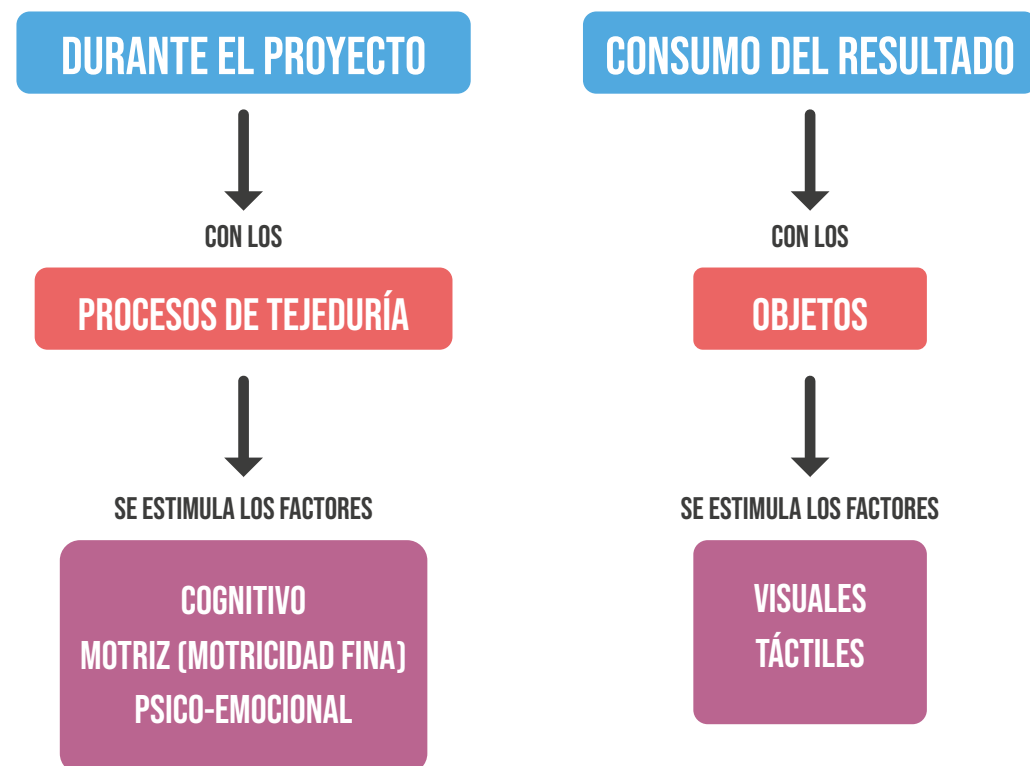 DURANTE EL PROYECTO
CON LOS
PROCESOS DE TEJEDURÍA
SE ESTIMULA LOS FACTORES
COGNITIVO
MOTRIZ (MOTRICIDAD FINA)
PSICO-EMOCIONAL
CONSUMO DEL RESULTADO
CON LOS
OBJETOS
SE ESTIMULA LOS FACTORES
VISUALES
TÁCTILES